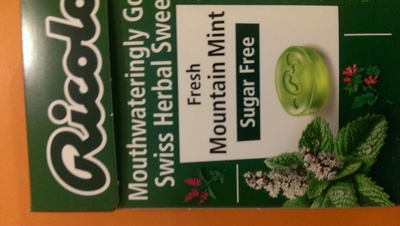 Ricola
Mouthwateringly Go
Swiss Herbal Swee
Fresh
Mountain Mint
Sugar Free